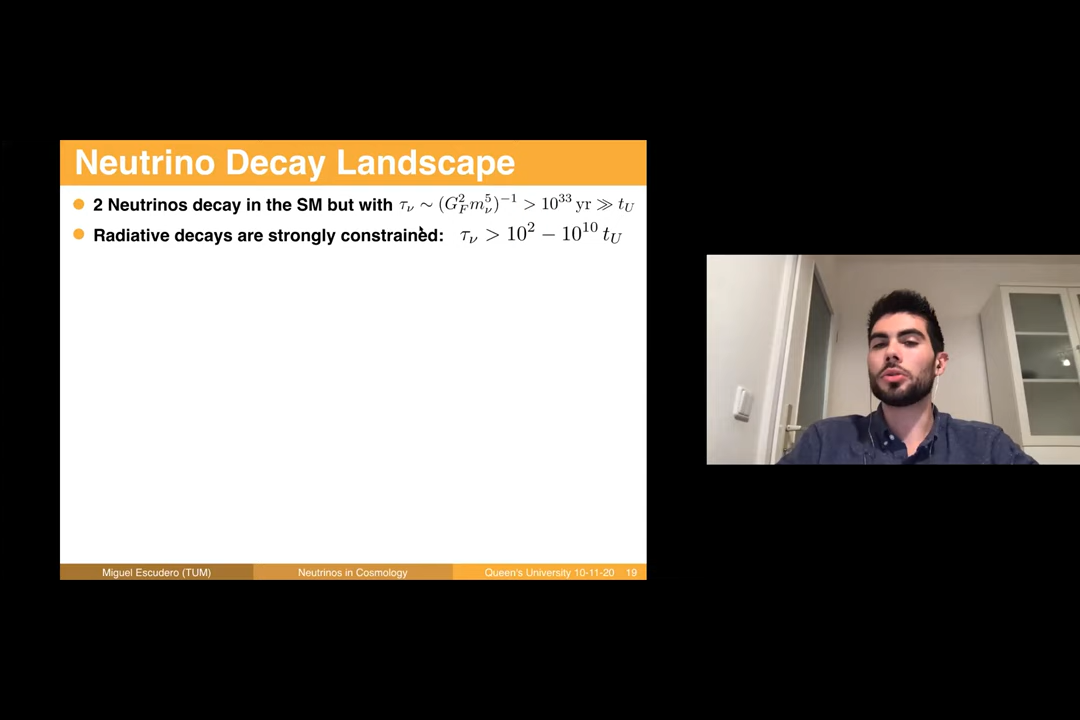 Neutrino Decay Landscape
2 Neutrinos decay in the SM but with τ_ν ∼ (G_F^2 m_ν^5)^{-1} > 10^{33} yr ≫ t_U
Radiative decays are strongly constrained: τ_ν > 10^2 − 10^{10} t_U
Miguel Escudero (TUM) Neutrinos in Cosmology Queen's University 10-11-20 19